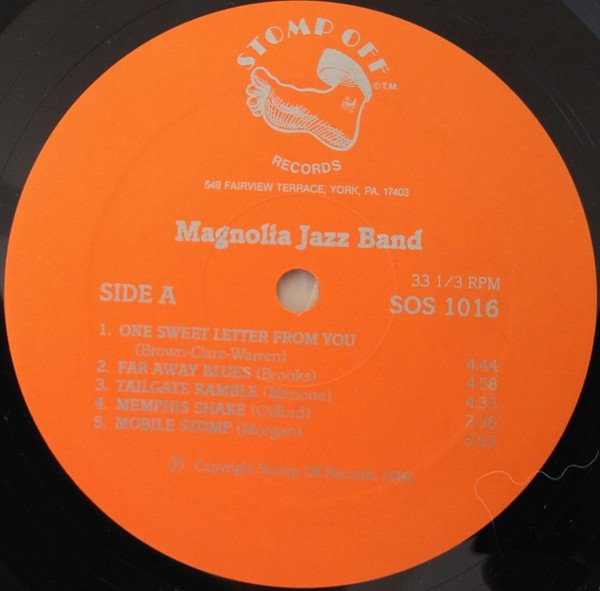 STOMP OFF
©T.M.
RECORDS
549 FAIRVIEW TERRACE, YORK, PA. 17403
Magnolia Jazz Band
33 1/3 RPM
SIDE A SOS 1016
1. ONE SWEET LETTER FROM YOU
(Brown-Clare-Warren) 4:44
2. FAR AWAY BLUES (Brooks) 4:58
3. TAILGATE RAMBLE (Manone) 4:33
4. MEMPHIS SHAKE (Clifford) 2:56
5. MOBILE STOMP (Morgan) 5:53
Ⓟ Copyright Stomp Off Records 1982